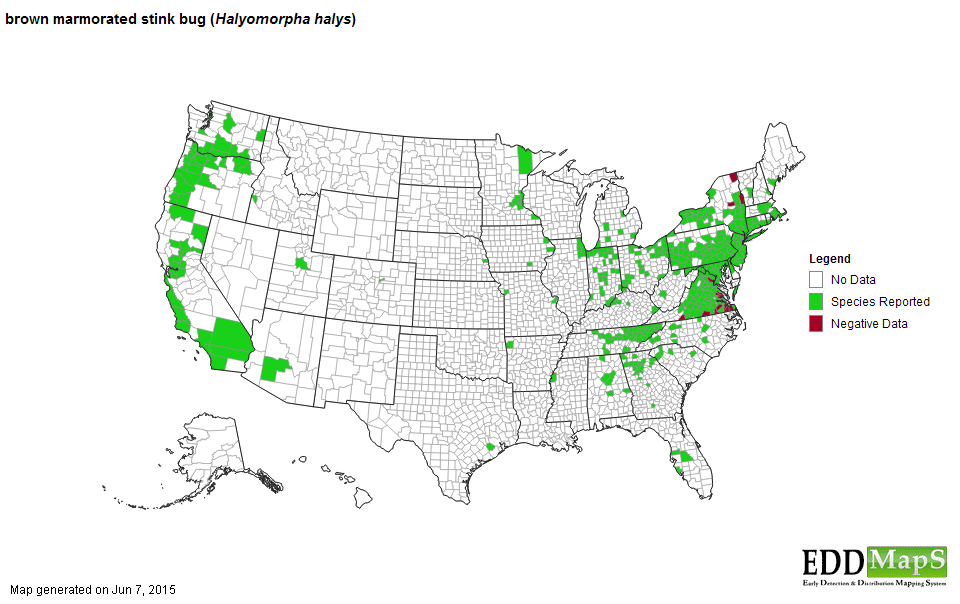 brown marmorated stink bug (Halyomorpha halys)
Legend
No Data
Species Reported
Negative Data
EDDMapS
Early Detection & Distribution Mapping System
Map generated on Jun 7, 2015